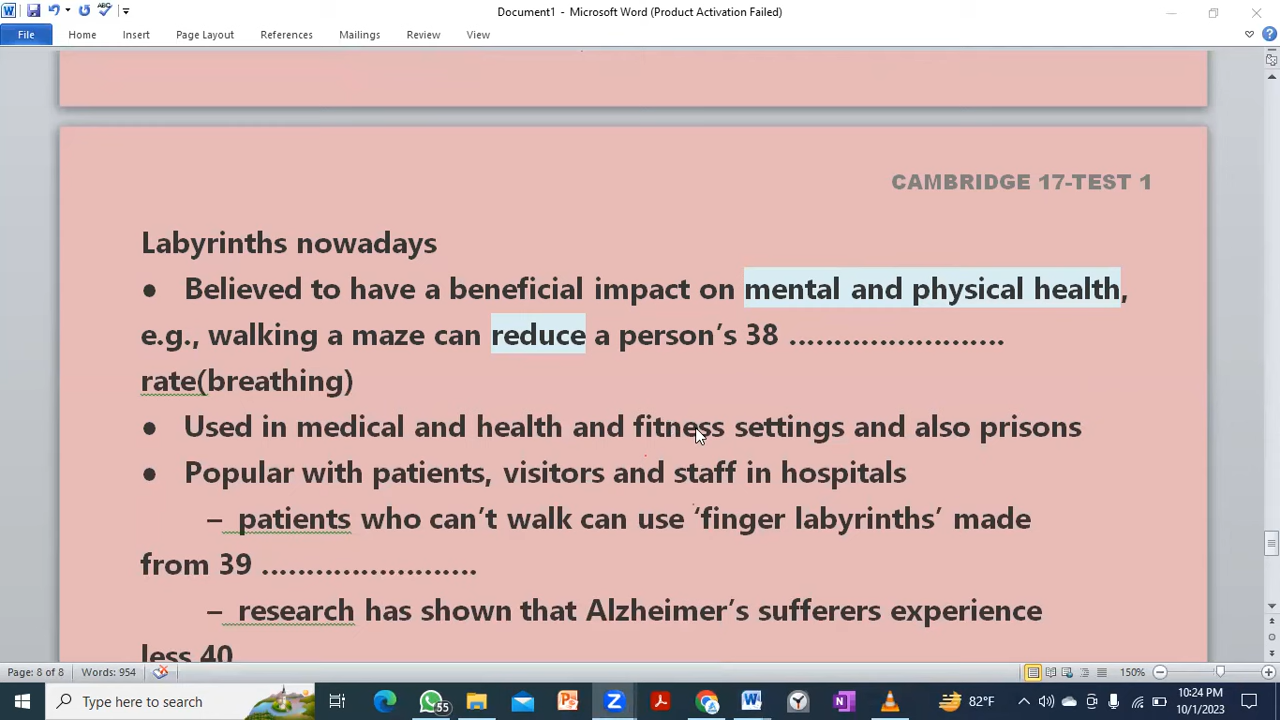 Document1 - Microsoft Word (Product Activation Failed)
File Home Insert Page Layout References Mailings Review View
CAMBRIDGE 17-TEST 1
Labyrinths nowadays
● Believed to have a beneficial impact on mental and physical health,
e.g., walking a maze can reduce a person’s 38 ……………………
rate(breathing)
● Used in medical and health and fitness settings and also prisons
● Popular with patients, visitors and staff in hospitals
– patients who can’t walk can use ‘finger labyrinths’ made
from 39 ……………………
– research has shown that Alzheimer’s sufferers experience
less 40
Page: 8 of 8 Words: 954 150%
Type here to search 55 82°F 10:24 PM
10/1/2023